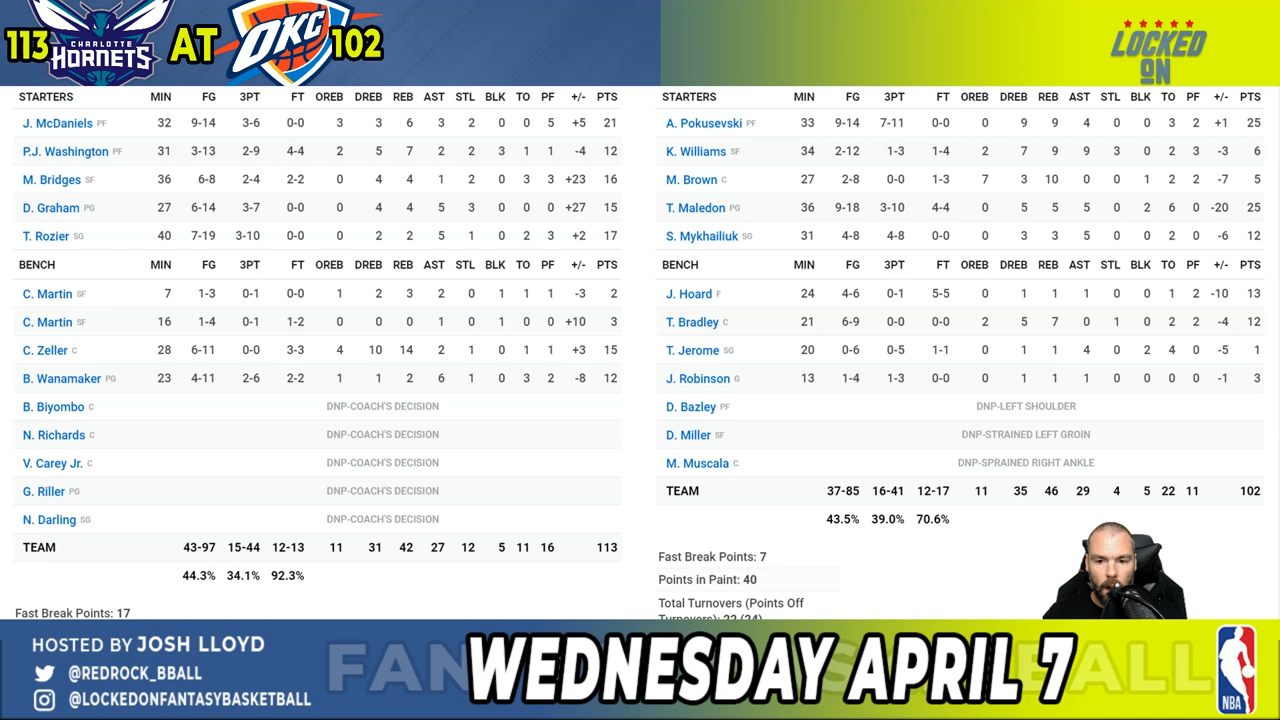 113 CHARLOTTE HORNETS AT OKC 102
LOCKED ON
STARTERS MIN FG 3PT FT OREB DREB REB AST STL BLK TO PF +/- PTS
J. McDaniels PF 32 9-14 3-6 0-0 3 3 6 3 2 0 0 5 +5 21
P.J. Washington PF 31 3-13 2-9 4-4 2 5 7 2 2 3 1 1 -4 12
M. Bridges SF 36 6-8 2-4 2-2 0 4 4 1 2 0 3 3 +23 16
D. Graham PG 27 6-14 3-7 0-0 0 4 4 5 3 0 0 0 +27 15
T. Rozier SG 40 7-19 3-10 0-0 0 2 2 5 1 0 2 3 +2 17
BENCH MIN FG 3PT FT OREB DREB REB AST STL BLK TO PF +/- PTS
C. Martin SF 7 1-3 0-1 0-0 1 2 3 2 0 1 1 1 -3 2
C. Martin SF 16 1-4 0-1 1-2 0 0 0 1 0 1 0 0 +10 3
C. Zeller C 28 6-11 0-0 3-3 4 10 14 2 1 0 1 1 +3 15
B. Wanamaker PG 23 4-11 2-6 2-2 1 1 2 6 1 0 3 2 -8 12
B. Biyombo C DNP-COACH'S DECISION
N. Richards C DNP-COACH'S DECISION
V. Carey Jr. C DNP-COACH'S DECISION
G. Riller PG DNP-COACH'S DECISION
N. Darling SG DNP-COACH'S DECISION
TEAM 43-97 15-44 12-13 11 31 42 27 12 5 11 16 113
44.3% 34.1% 92.3%
Fast Break Points: 17
STARTERS MIN FG 3PT FT OREB DREB REB AST STL BLK TO PF +/- PTS
A. Pokusevski PF 33 9-14 7-11 0-0 0 9 9 4 0 0 3 2 +1 25
K. Williams SF 34 2-12 1-3 1-4 2 7 9 9 3 0 2 3 -3 6
M. Brown C 27 2-8 0-0 1-3 7 3 10 0 0 1 2 2 -7 5
T. Maledon PG 36 9-18 3-10 4-4 0 5 5 5 0 2 6 0 -20 25
S. Mykhailiuk SG 31 4-8 4-8 0-0 0 3 3 5 0 0 2 0 -6 12
BENCH MIN FG 3PT FT OREB DREB REB AST STL BLK TO PF +/- PTS
J. Hoard F 24 4-6 0-1 5-5 0 1 1 1 0 0 1 2 -10 13
T. Bradley C 21 6-9 0-0 0-0 2 5 7 0 1 0 2 2 -4 12
T. Jerome SG 20 0-6 0-5 1-1 0 1 1 4 0 2 4 0 -5 1
J. Robinson G 13 1-4 1-3 0-0 0 1 1 1 0 0 0 0 -1 3
D. Bazley PF DNP-LEFT SHOULDER
D. Miller SF DNP-STRAINED LEFT GROIN
M. Muscala C DNP-SPRAINED RIGHT ANKLE
TEAM 37-85 16-41 12-17 11 35 46 29 4 5 22 11 102
43.5% 39.0% 70.6%
Fast Break Points: 7
Points in Paint: 40
Total Turnovers (Points Off
Turnovers): 22 (24)
HOSTED BY JOSH LLOYD
@REDROCK_BBALL
@LOCKEDONFANTASYBASKETBALL
WEDNESDAY APRIL 7
NBA